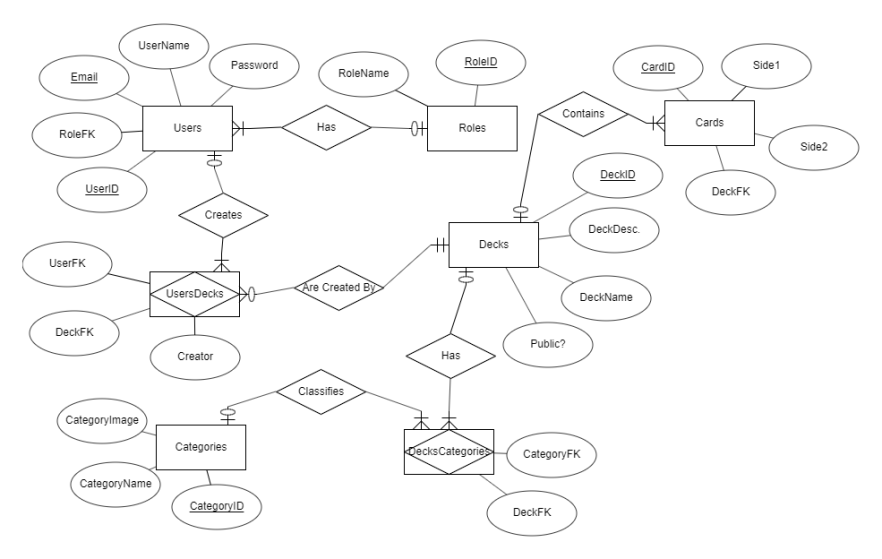 UserName
Email
Password
RoleName
RoleID
CardID
Side1
RoleFK
Users
Has
Roles
Contains
Cards
Side2
UserID
DeckID
DeckFK
Creates
DeckDesc.
Decks
UserFK
UsersDecks
Are Created By
DeckName
DeckFK
Creator
Public?
Has
Classifies
CategoryImage
Categories
DecksCategories
CategoryFK
CategoryName
CategoryID
DeckFK